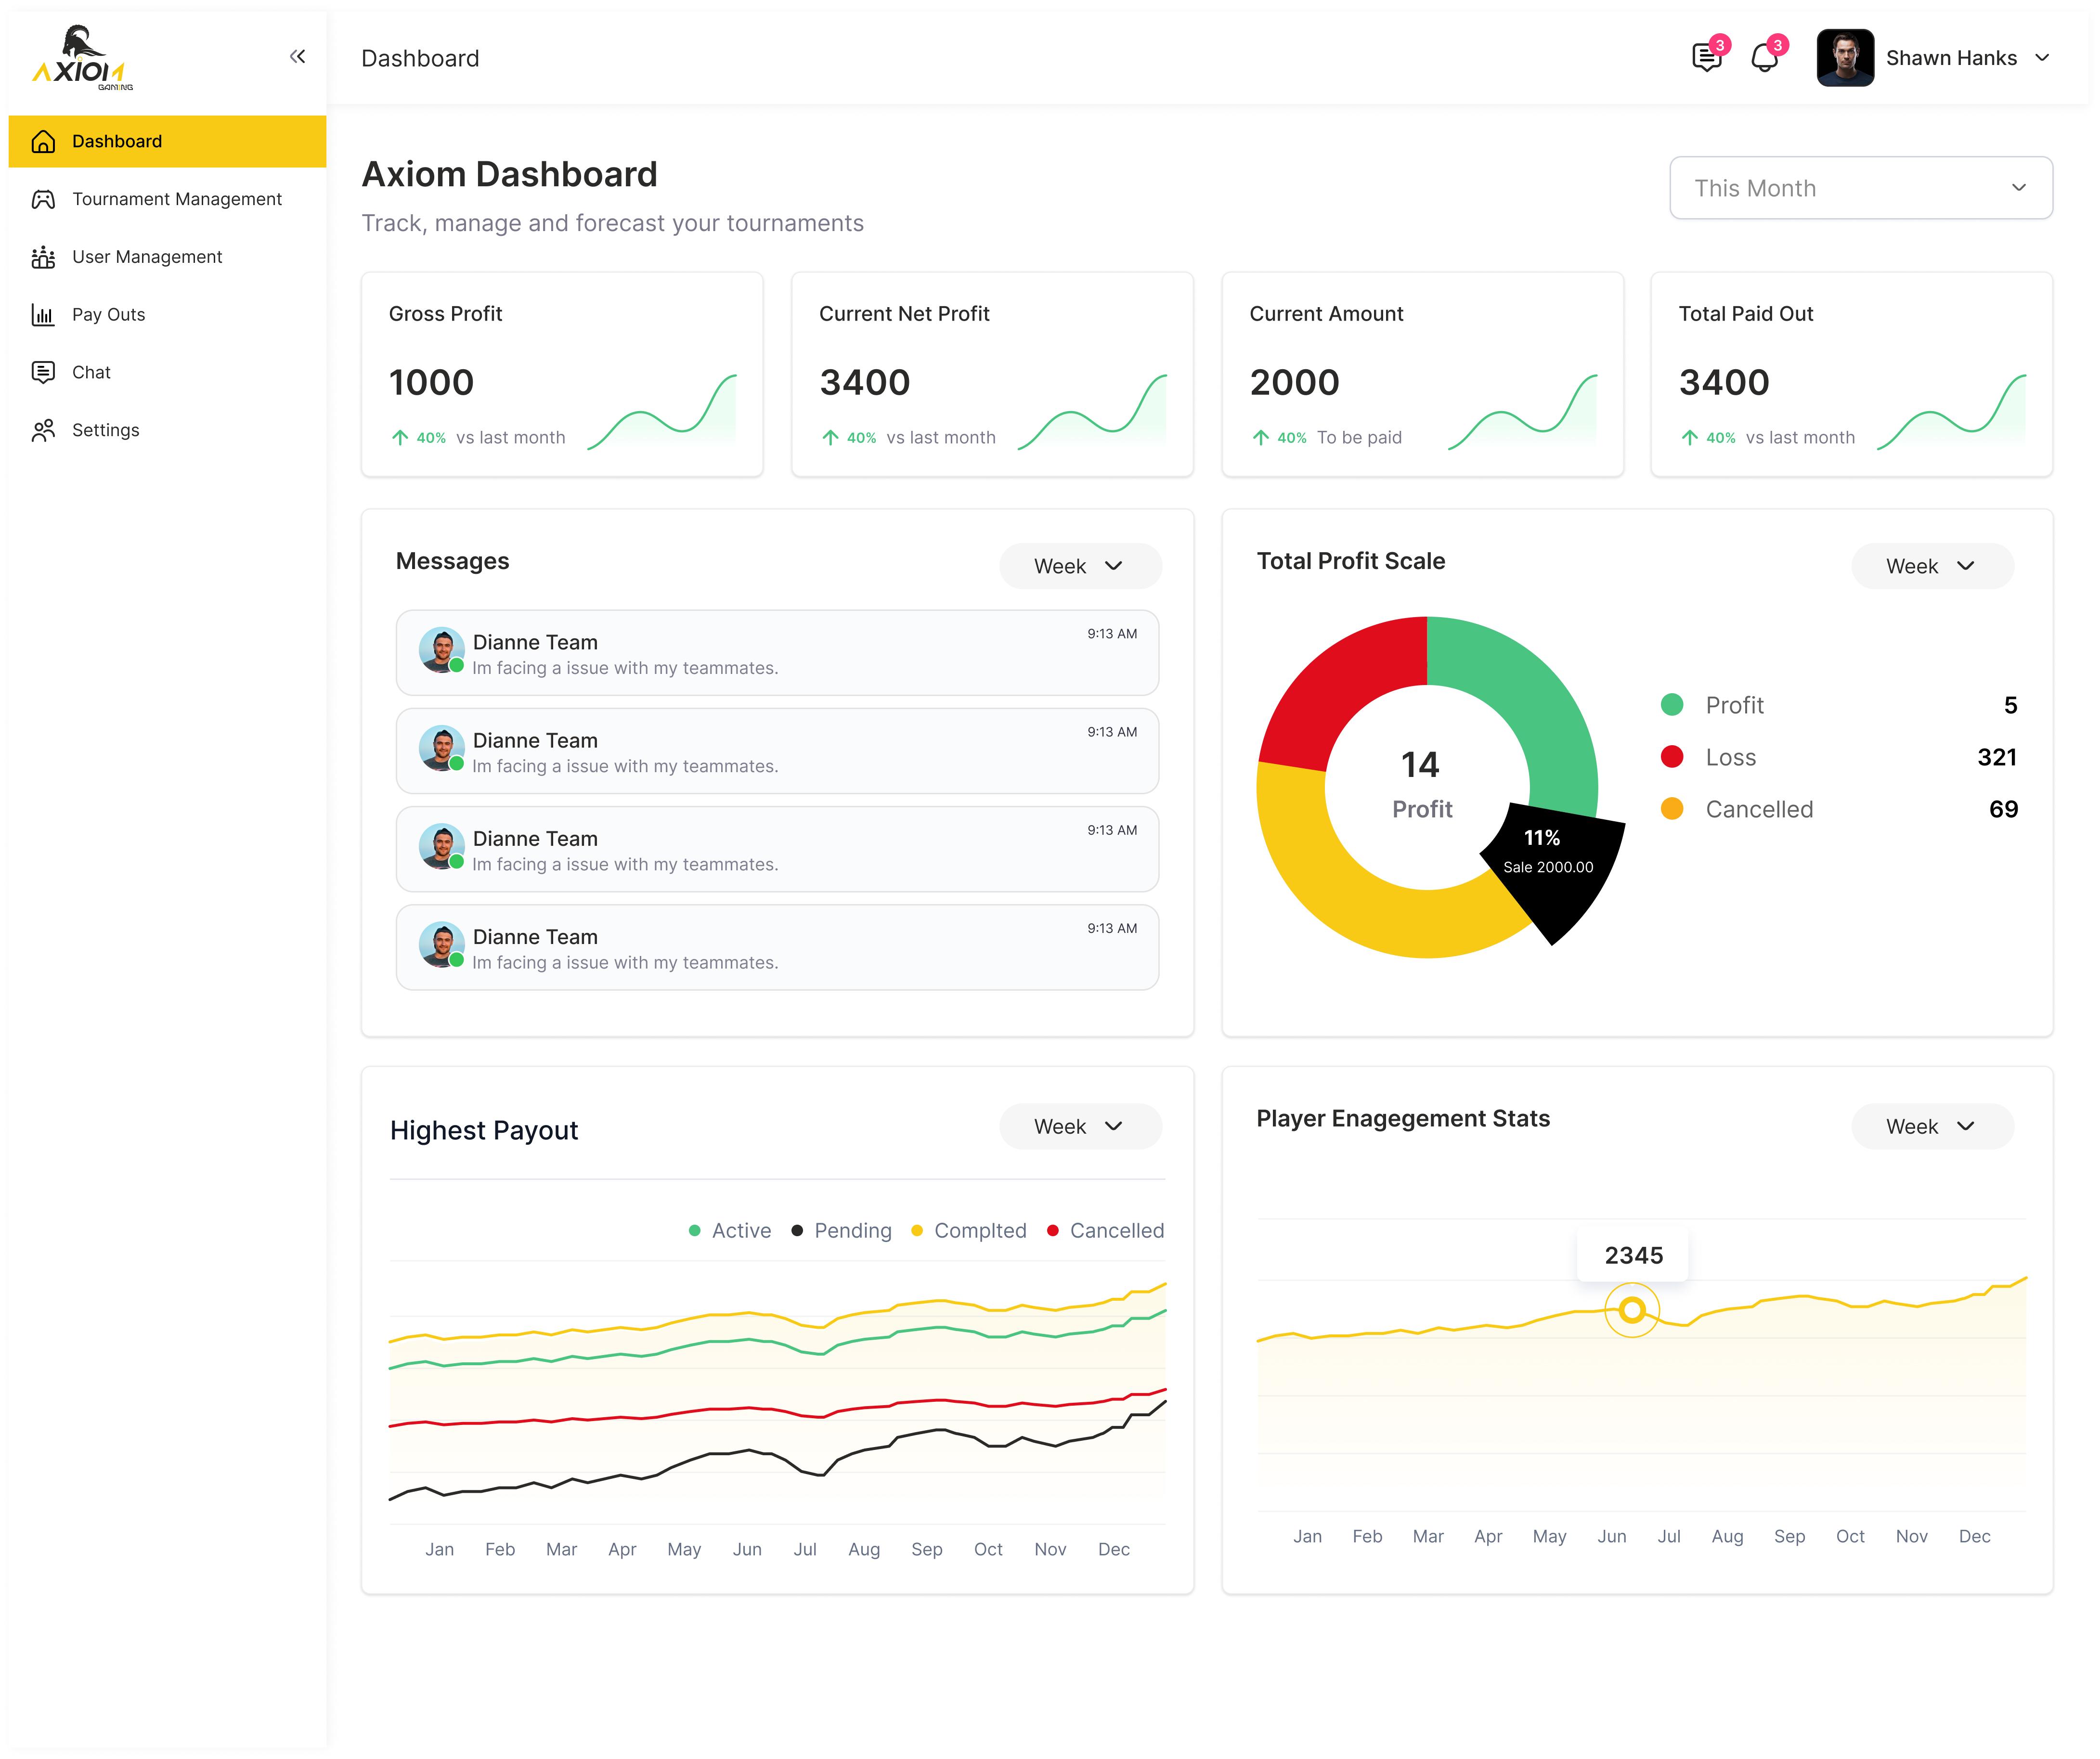 AXIOM
GAMING
Dashboard
3
3
Shawn Hanks
Dashboard
Tournament Management
User Management
Pay Outs
Chat
Settings
Axiom Dashboard
Track, manage and forecast your tournaments
This Month
Gross Profit
1000
40% vs last month
Current Net Profit
3400
40% vs last month
Current Amount
2000
40% To be paid
Total Paid Out
3400
40% vs last month
Messages
Week
Dianne Team
9:13 AM
Im facing a issue with my teammates.
Dianne Team
9:13 AM
Im facing a issue with my teammates.
Dianne Team
9:13 AM
Im facing a issue with my teammates.
Dianne Team
9:13 AM
Im facing a issue with my teammates.
Total Profit Scale
Week
14
Profit
11%
Sale 2000.00
Profit 5
Loss 321
Cancelled 69
Highest Payout
Week
Active Pending Complted Cancelled
Jan Feb Mar Apr May Jun Jul Aug Sep Oct Nov Dec
Player Enagegement Stats
Week
2345
Jan Feb Mar Apr May Jun Jul Aug Sep Oct Nov Dec